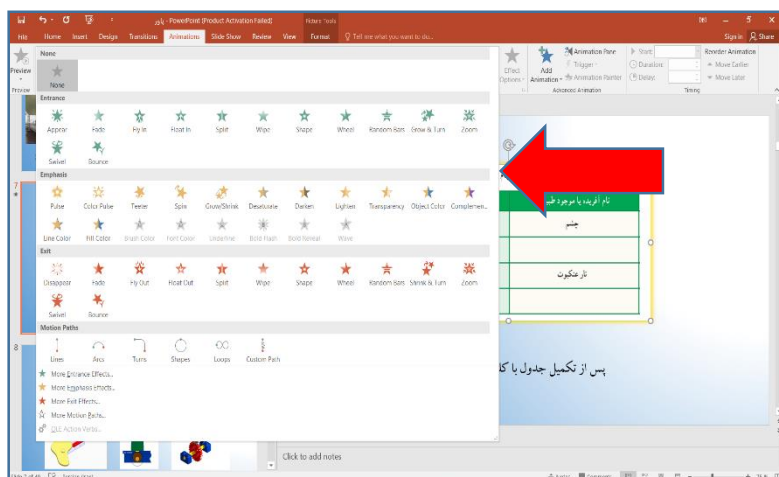 پاور - PowerPoint (Product Activation Failed)
Picture Tools
File Home Insert Design Transitions Animations Slide Show Review View Format Tell me what you want to do...
Sign in Share
Preview
Preview
None
None
Entrance
Appear Fade Fly In Float In Split Wipe Shape Wheel Random Bars Grow & Turn Zoom
Swivel Bounce
Emphasis
Pulse Color Pulse Teeter Spin Grow/Shrink Desaturate Darken Lighten Transparency Object Color Complemen...
Line Color Fill Color Brush Color Font Color Underline Bold Flash Bold Reveal Wave
Exit
Disappear Fade Fly Out Float Out Split Wipe Shape Wheel Random Bars Shrink & Turn Zoom
Swivel Bounce
Motion Paths
Lines Arcs Turns Shapes Loops Custom Path
More Entrance Effects...
More Emphasis Effects...
More Exit Effects...
More Motion Paths...
OLE Action Verbs...
Effect Options
Add Animation
Animation Pane
Trigger
Animation Painter
Advanced Animation
Start:
Duration:
Delay:
Reorder Animation
Move Earlier
Move Later
Timing
7
8
نام آفریده یا موجود
چشم
تار عنکبوت
پس از تکمیل جدول با
Click to add notes
Notes Comments